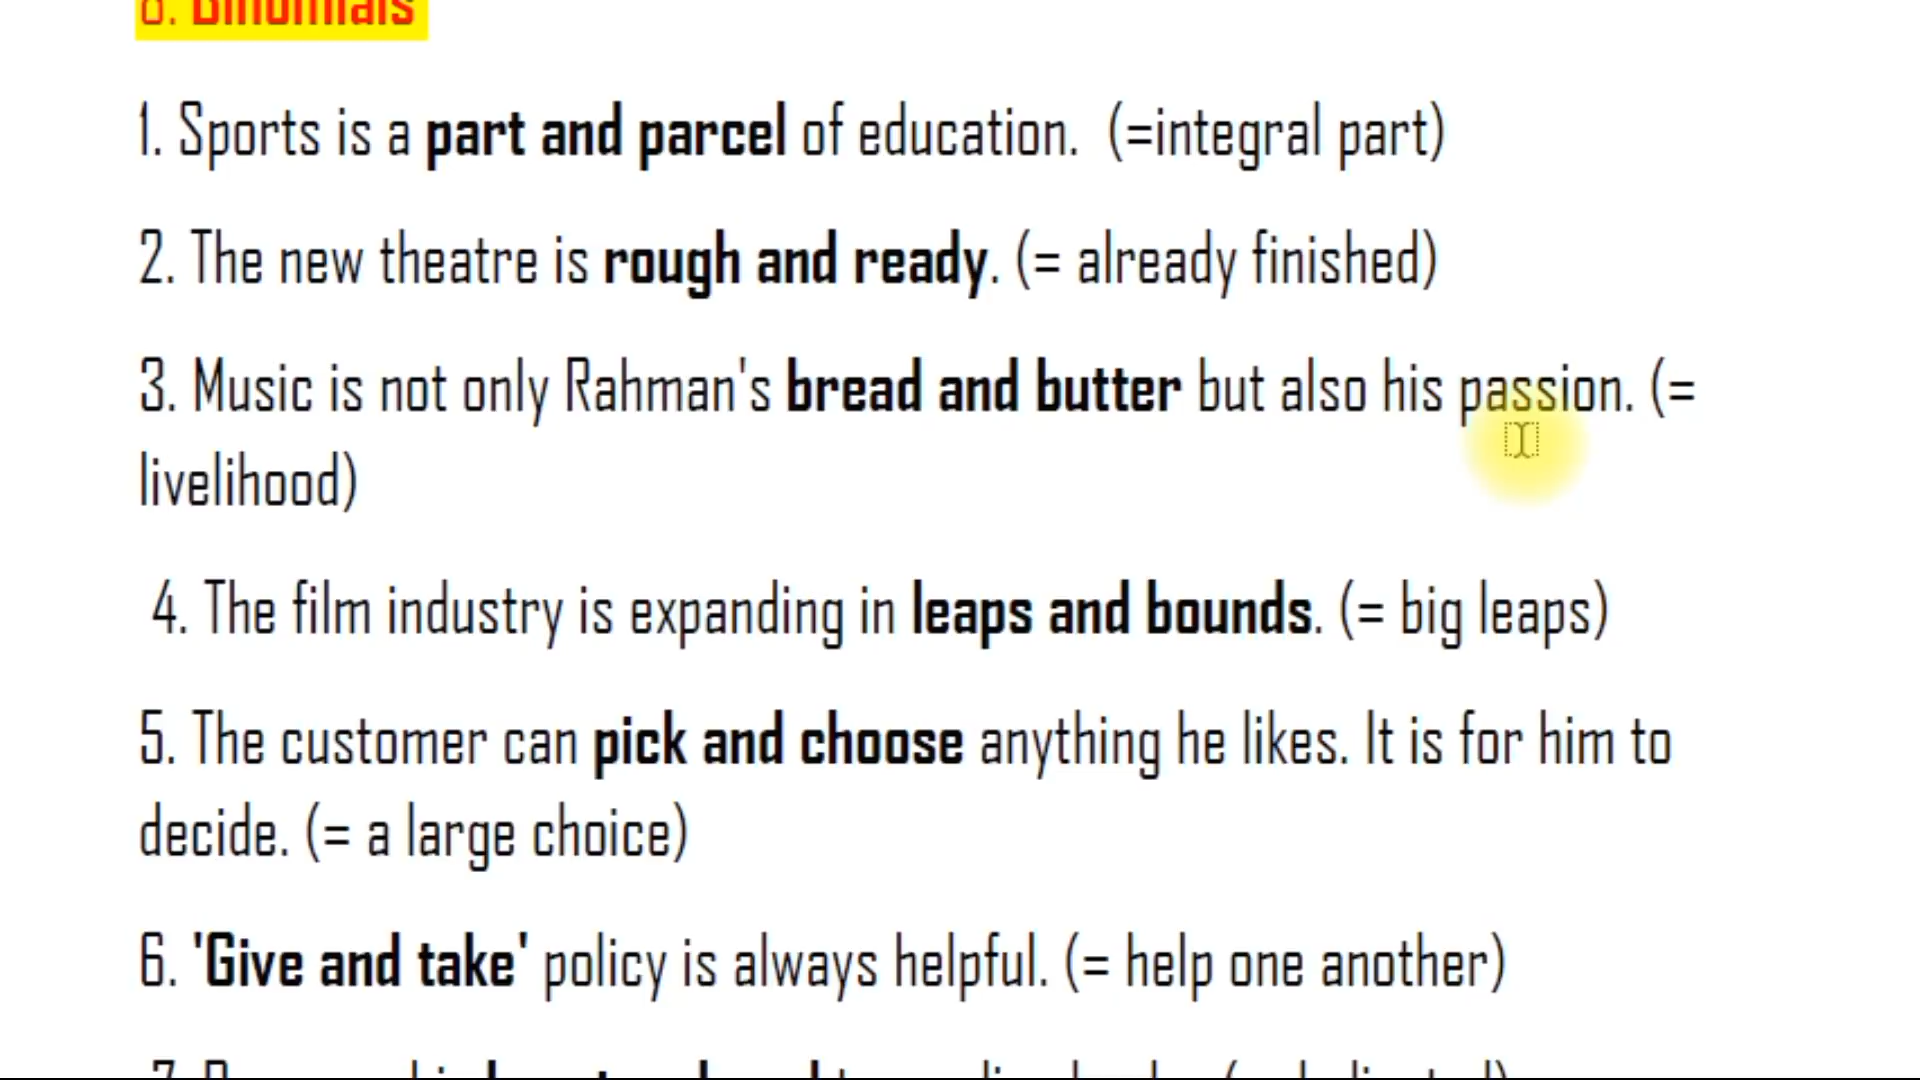 8. Binomials
1. Sports is a part and parcel of education. (=integral part)
2. The new theatre is rough and ready. (= already finished)
3. Music is not only Rahman's bread and butter but also his passion. (=
livelihood)
4. The film industry is expanding in leaps and bounds. (= big leaps)
5. The customer can pick and choose anything he likes. It is for him to
decide. (= a large choice)
6. 'Give and take' policy is always helpful. (= help one another)
7.